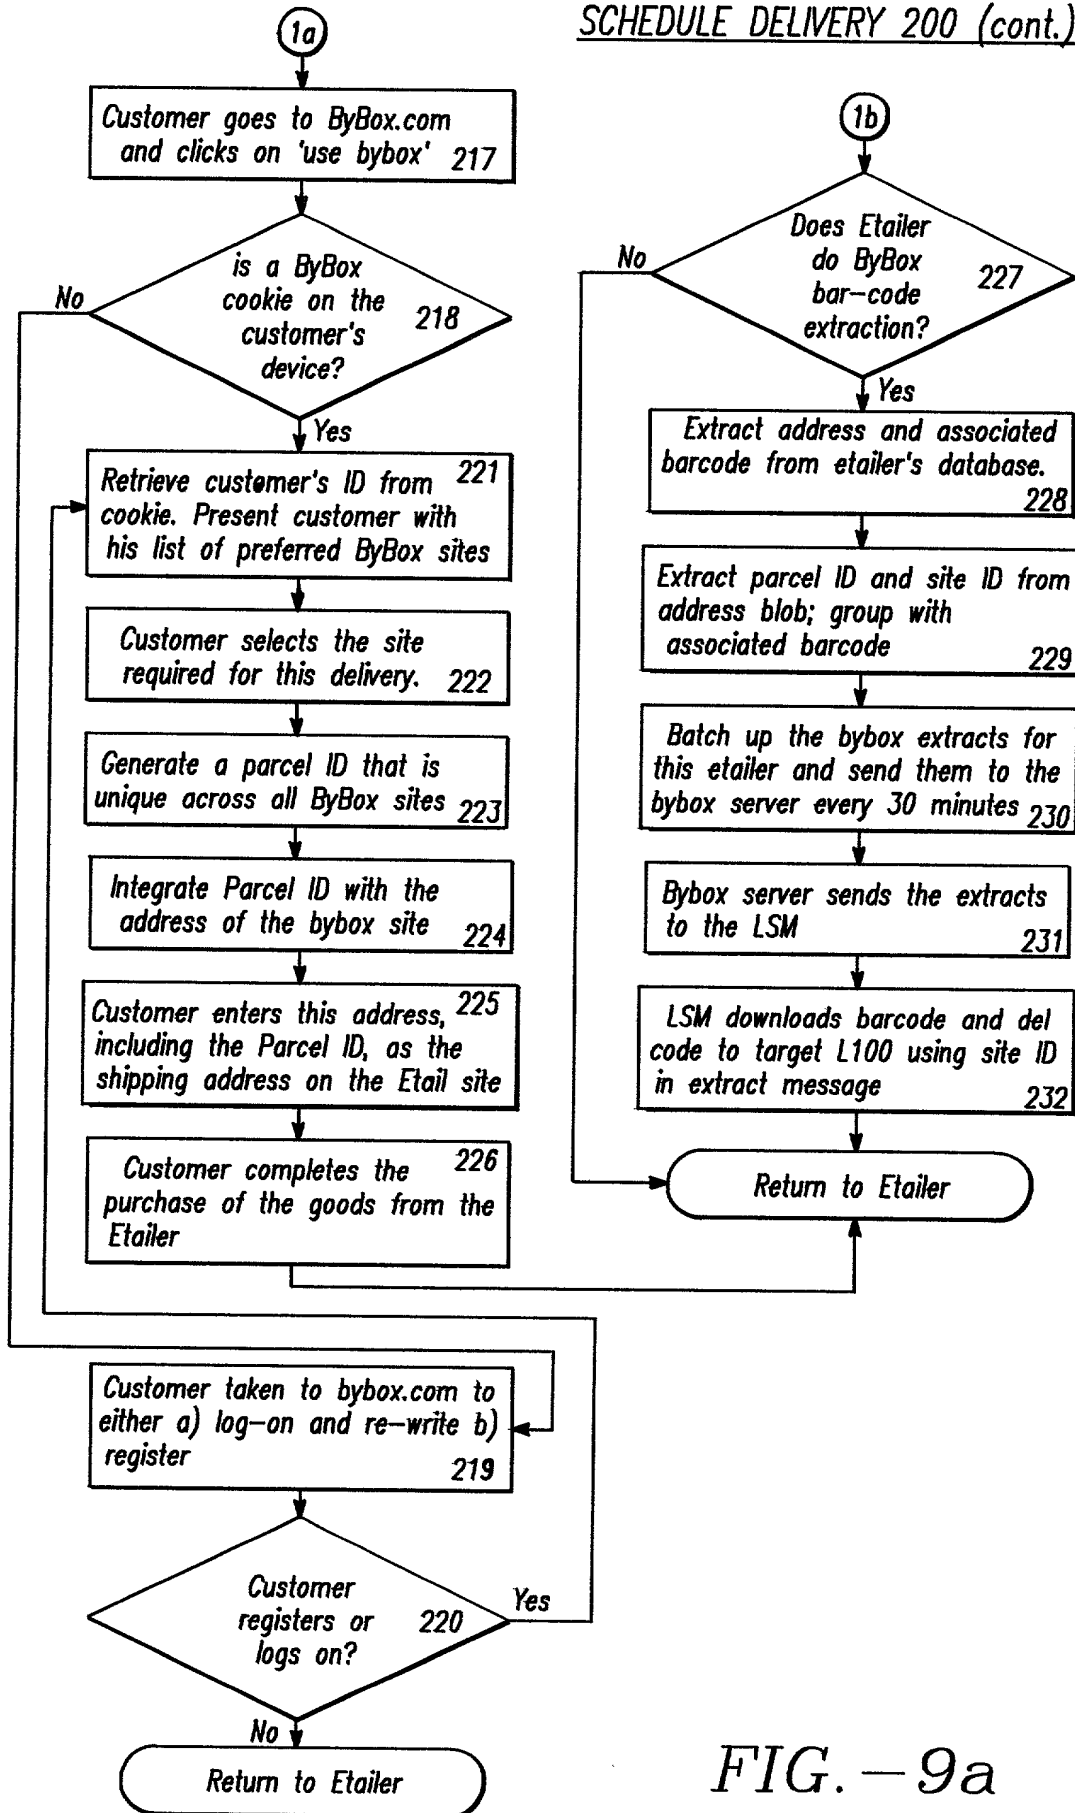 SCHEDULE DELIVERY 200 (cont.)
1a
Customer goes to ByBox.com
and clicks on 'use bybox' 217
is a ByBox
cookie on the
customer's
device?
218
No
Yes
Retrieve customer's ID from 221
cookie. Present customer with
his list of preferred ByBox sites
Customer selects the site
required for this delivery. 222
Generate a parcel ID that is
unique across all ByBox sites 223
Integrate Parcel ID with the
address of the bybox site 224
Customer enters this address, 225
including the Parcel ID, as the
shipping address on the Etail site
Customer completes the 226
purchase of the goods from the
Etailer
Customer taken to bybox.com to
either a) log-on and re-write b)
register
219
Customer
registers or
logs on?
220
Yes
No
Return to Etailer
1b
Does Etailer
do ByBox
bar-code
extraction?
227
No
Yes
Extract address and associated
barcode from etailer's database.
228
Extract parcel ID and site ID from
address blob; group with
associated barcode 229
Batch up the bybox extracts for
this etailer and send them to the
bybox server every 30 minutes 230
Bybox server sends the extracts
to the LSM 231
LSM downloads barcode and del
code to target L100 using site ID
in extract message 232
Return to Etailer
FIG.-9a